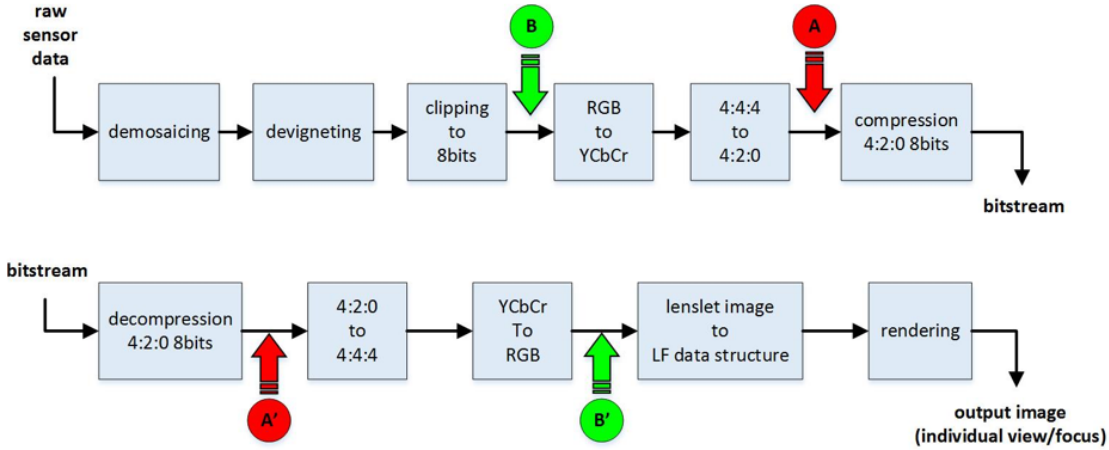 raw
sensor
data
B
A
demosaicing
devigneting
clipping
to
8bits
RGB
to
YCbCr
4:4:4
to
4:2:0
compression
4:2:0 8bits
bitstream
bitstream
decompression
4:2:0 8bits
4:2:0
to
4:4:4
YCbCr
To
RGB
lenslet image
to
LF data structure
rendering
A'
B'
output image
(individual view/focus)